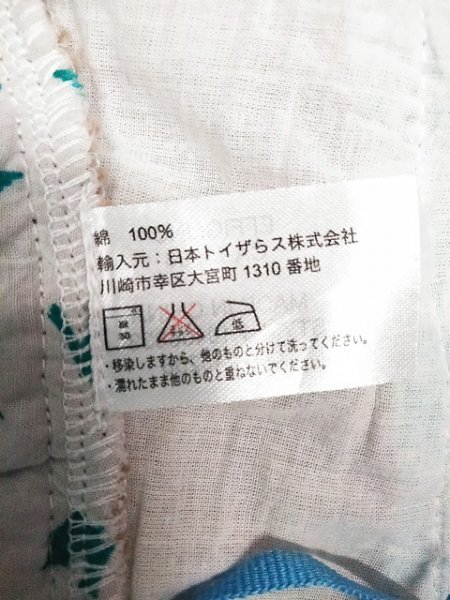 綿 100%
輸入元：日本トイザらス株式会社
川崎市幸区大宮町 1310 番地
低
・移染しますから、他のものと分けて洗ってください。
・濡れたまま他のものと重ねないでください。